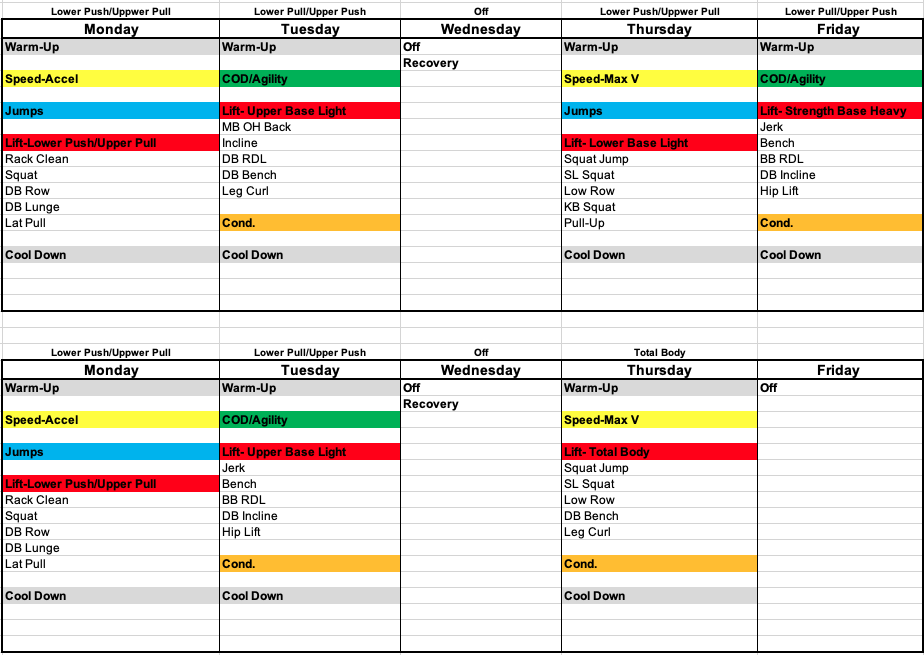 Lower Push/Uppwer Pull Lower Pull/Upper Push Off Lower Push/Uppwer Pull Lower Pull/Upper Push
Monday Tuesday Wednesday Thursday Friday
Warm-Up Warm-Up Off Warm-Up Warm-Up
Recovery
Speed-Accel COD/Agility Speed-Max V COD/Agility
Jumps Lift- Upper Base Light Jumps Lift- Strength Base Heavy
MB OH Back Jerk
Lift-Lower Push/Upper Pull Incline Lift- Lower Base Light Bench
Rack Clean DB RDL Squat Jump BB RDL
Squat DB Bench SL Squat DB Incline
DB Row Leg Curl Low Row Hip Lift
DB Lunge KB Squat
Lat Pull Cond. Pull-Up Cond.
Cool Down Cool Down Cool Down Cool Down
Lower Push/Uppwer Pull Lower Pull/Upper Push Off Total Body
Monday Tuesday Wednesday Thursday Friday
Warm-Up Warm-Up Off Warm-Up Off
Recovery
Speed-Accel COD/Agility Speed-Max V
Jumps Lift- Upper Base Light Lift- Total Body
Jerk Squat Jump
Lift-Lower Push/Upper Pull Bench SL Squat
Rack Clean BB RDL Low Row
Squat DB Incline DB Bench
DB Row Hip Lift Leg Curl
DB Lunge
Lat Pull Cond. Cond.
Cool Down Cool Down Cool Down